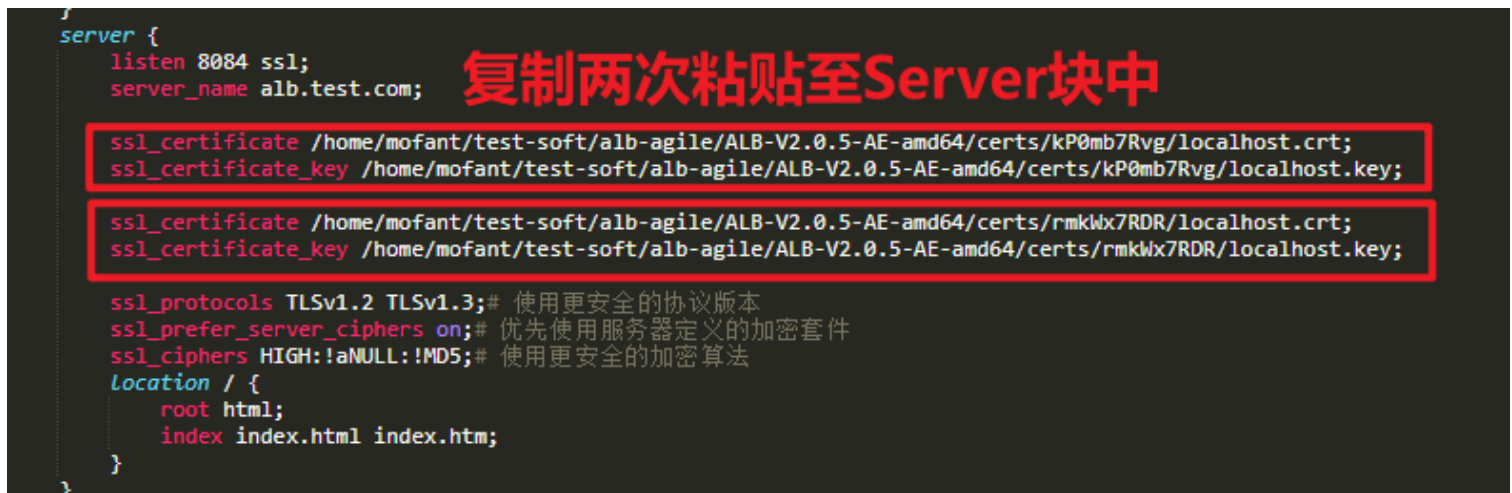 }
server {
listen 8084 ssl;
server_name alb.test.com;
复制两次粘贴至Server块中
ssl_certificate /home/mofant/test-soft/alb-agile/ALB-V2.0.5-AE-amd64/certs/kP0mb7Rvg/localhost.crt;
ssl_certificate_key /home/mofant/test-soft/alb-agile/ALB-V2.0.5-AE-amd64/certs/kP0mb7Rvg/localhost.key;
ssl_certificate /home/mofant/test-soft/alb-agile/ALB-V2.0.5-AE-amd64/certs/rmkWx7RDR/localhost.crt;
ssl_certificate_key /home/mofant/test-soft/alb-agile/ALB-V2.0.5-AE-amd64/certs/rmkWx7RDR/localhost.key;
ssl_protocols TLSv1.2 TLSv1.3;# 使用更安全的协议版本
ssl_prefer_server_ciphers on;# 优先使用服务器定义的加密套件
ssl_ciphers HIGH:!aNULL:!MD5;# 使用更安全的加密算法
location / {
root html;
index index.html index.htm;
}
}